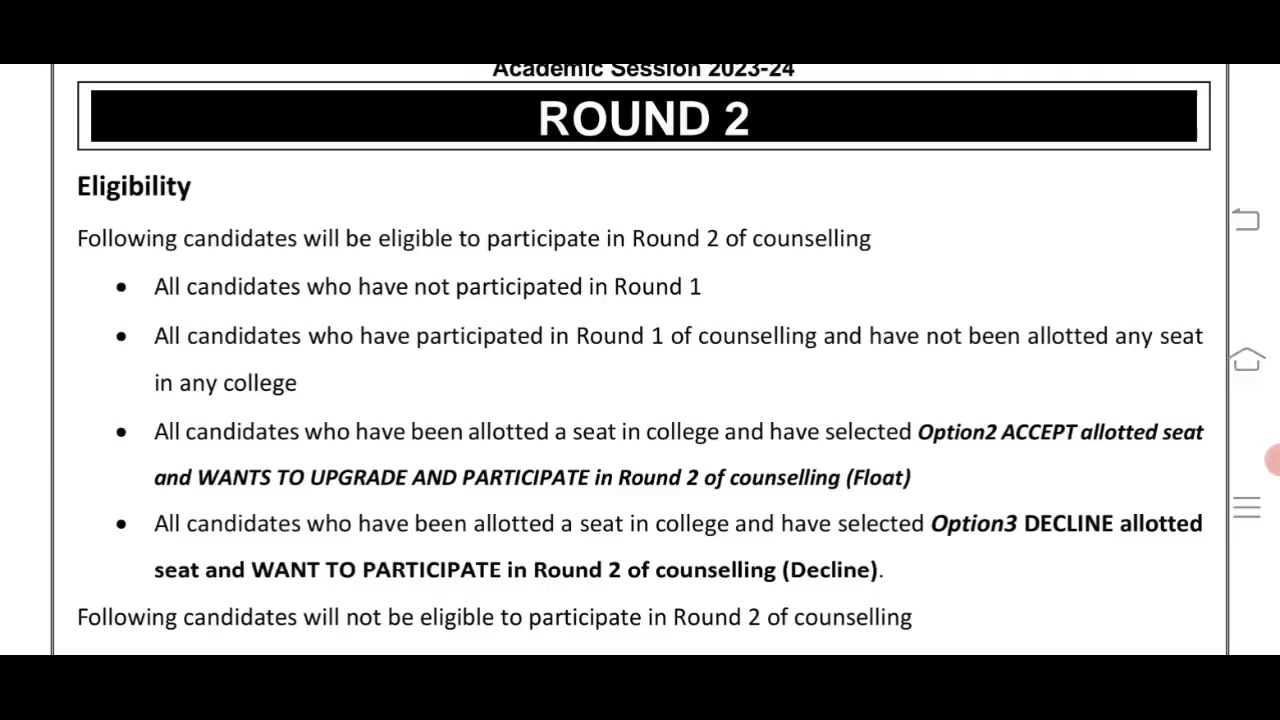 Academic Session 2023-24
ROUND 2
Eligibility
Following candidates will be eligible to participate in Round 2 of counselling
• All candidates who have not participated in Round 1
• All candidates who have participated in Round 1 of counselling and have not been allotted any seat
in any college
• All candidates who have been allotted a seat in college and have selected Option2 ACCEPT allotted seat
and WANTS TO UPGRADE AND PARTICIPATE in Round 2 of counselling (Float)
• All candidates who have been allotted a seat in college and have selected Option3 DECLINE allotted
seat and WANT TO PARTICIPATE in Round 2 of counselling (Decline).
Following candidates will not be eligible to participate in Round 2 of counselling